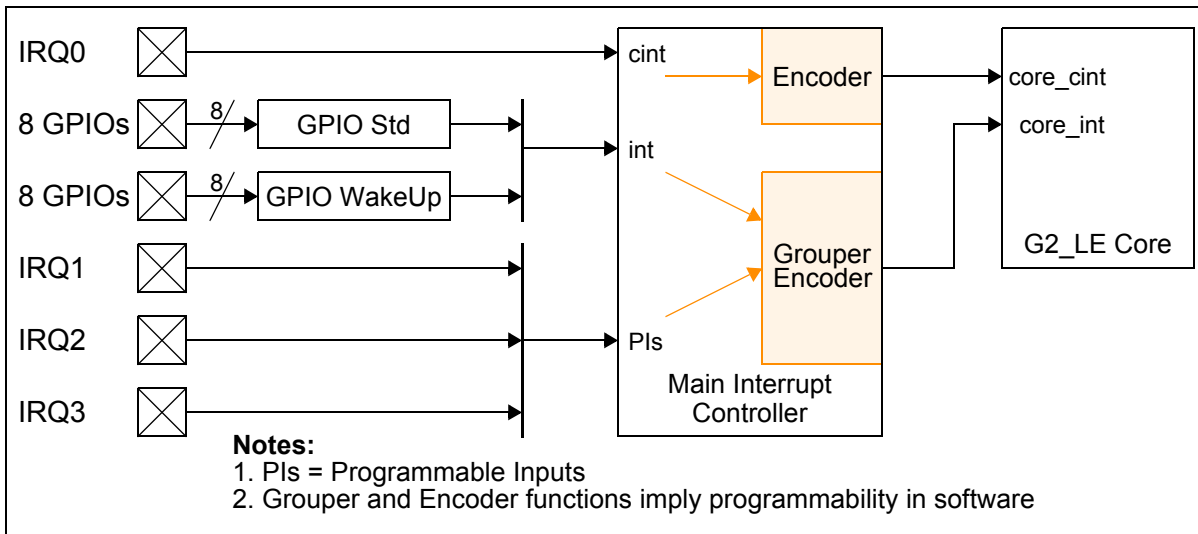 IRQ0
cint
Encoder
core_cint
8 GPIOs
8
GPIO Std
core_int
int
8 GPIOs
8
GPIO WakeUp
G2_LE Core
IRQ1
Grouper
Encoder
IRQ2
PIs
Main Interrupt
Controller
IRQ3
Notes:
1. PIs = Programmable Inputs
2. Grouper and Encoder functions imply programmability in software